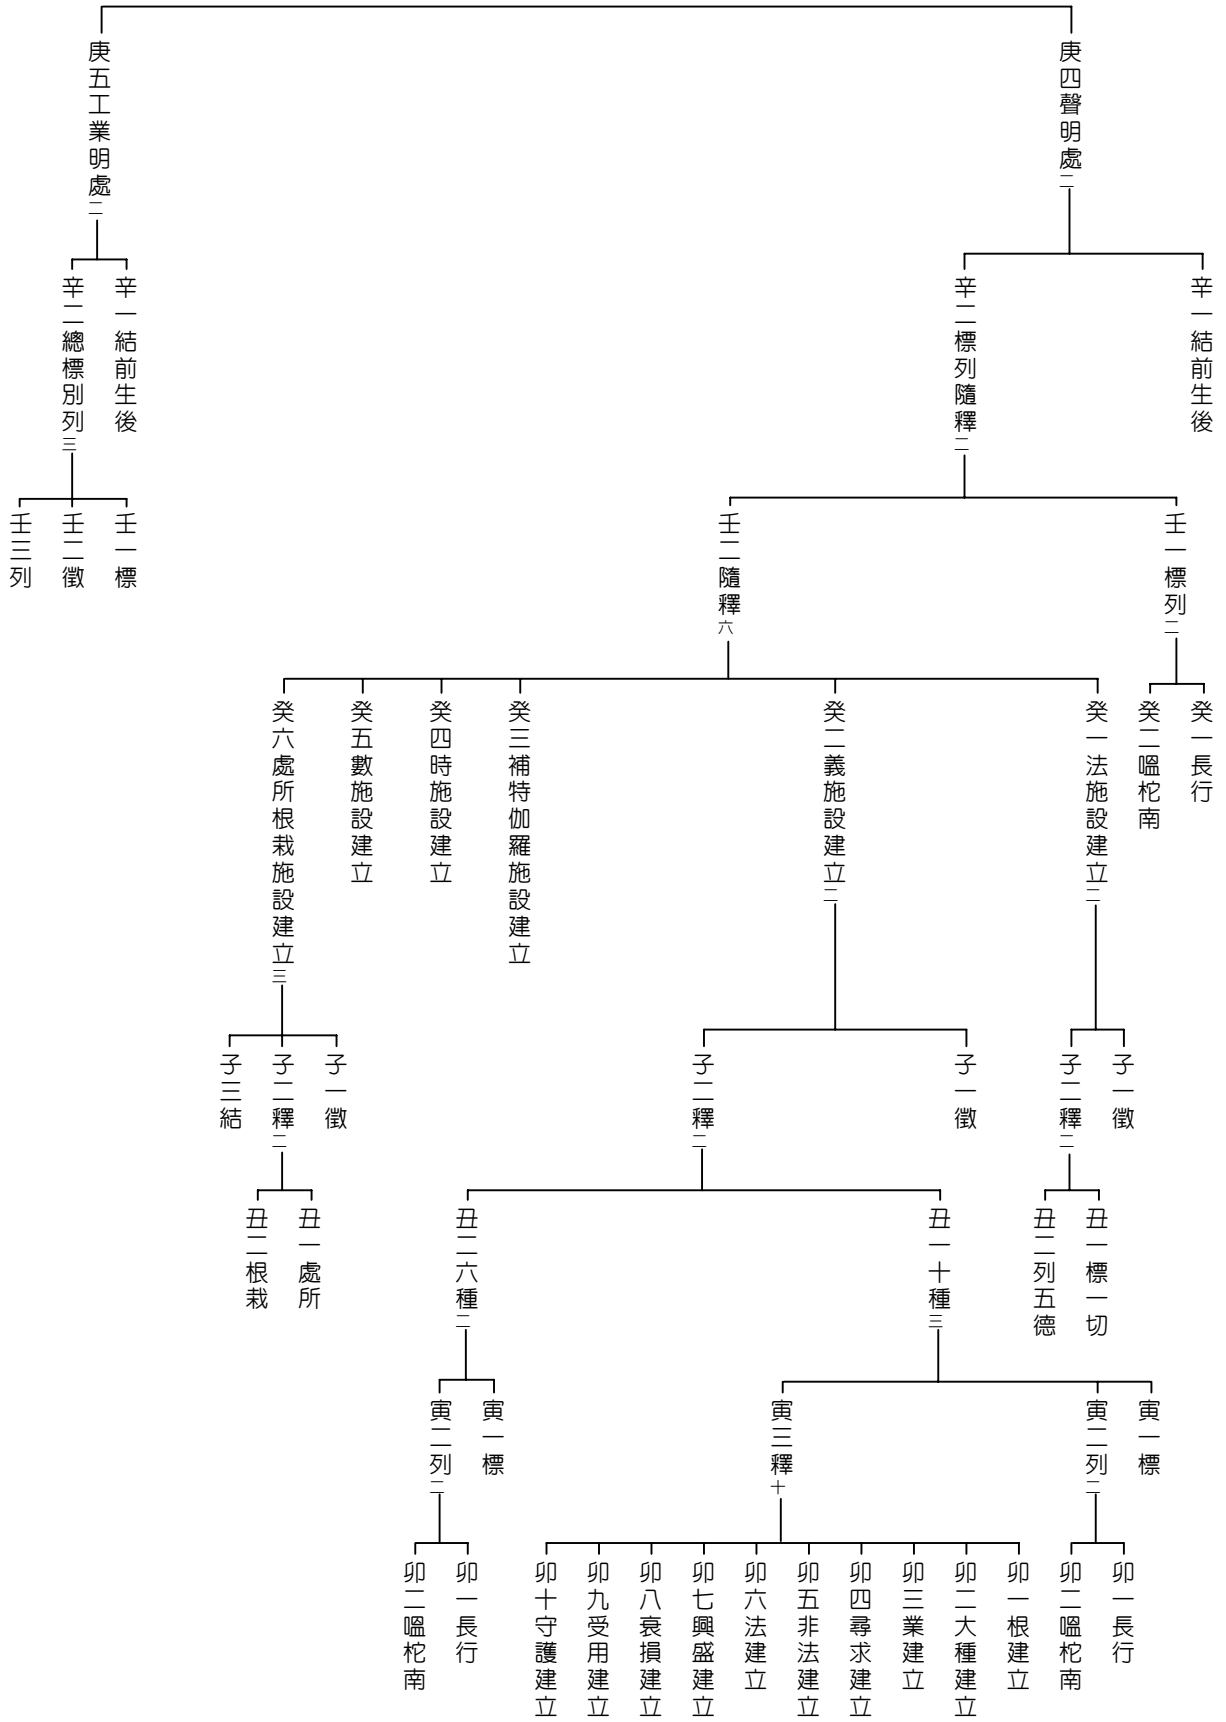 庚四聲明處二
庚五工業明處二
辛一結前生後
辛二標列隨釋二
辛一結前生後
辛二總標別列三
壬一標列二
壬二隨釋六
壬一標
壬二徵
壬三列
癸一長行
癸二嗢柁南
癸一法施設建立二
癸二義施設建立二
癸三補特伽羅施設建立
癸四時施設建立
癸五數施設建立
癸六處所根栽施設建立三
子一徵
子二釋二
子一徵
子二釋二
子一徵
子二釋二
子三結
丑一標一切
丑二列五德
丑一十種三
丑二六種二
丑一處所
丑二根栽
寅一標
寅二列二
寅三釋十
寅一標
寅二列二
卯一長行
卯二嗢柁南
卯一根建立
卯二大種建立
卯三業建立
卯四尋求建立
卯五非法建立
卯六法建立
卯七興盛建立
卯八衰損建立
卯九受用建立
卯十守護建立
卯一長行
卯二嗢柁南